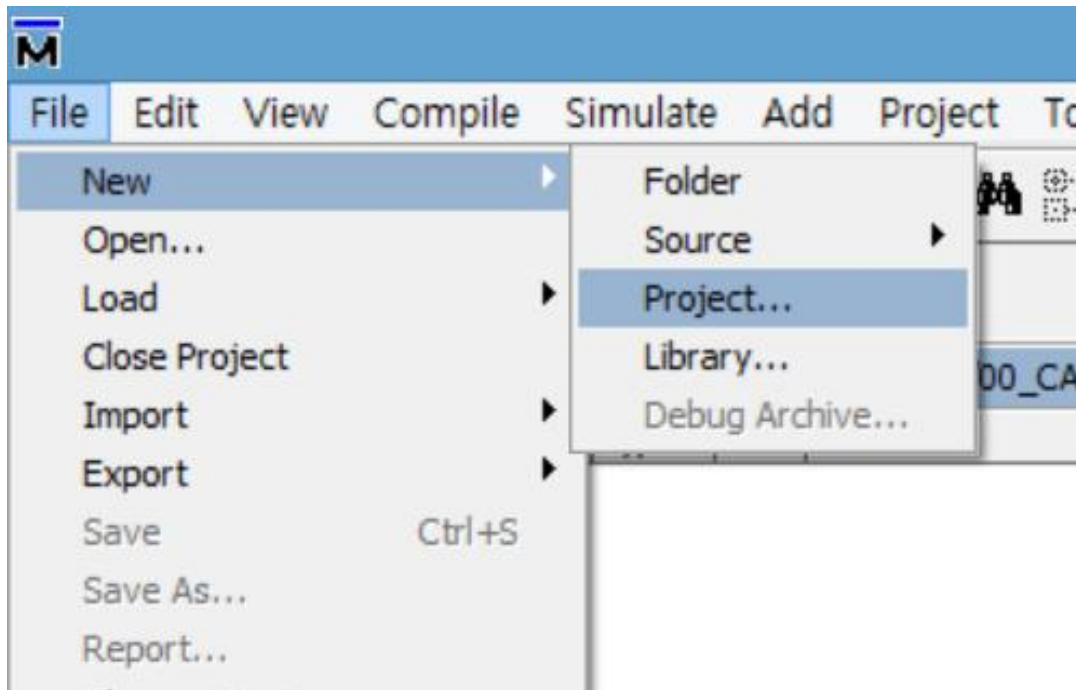 M
File Edit View Compile Simulate Add Project
New
Open...
Load
Close Project
Import
Export
Save Ctrl+S
Save As...
Report...
Folder
Source
Project...
Library...
Debug Archive...
00_CA